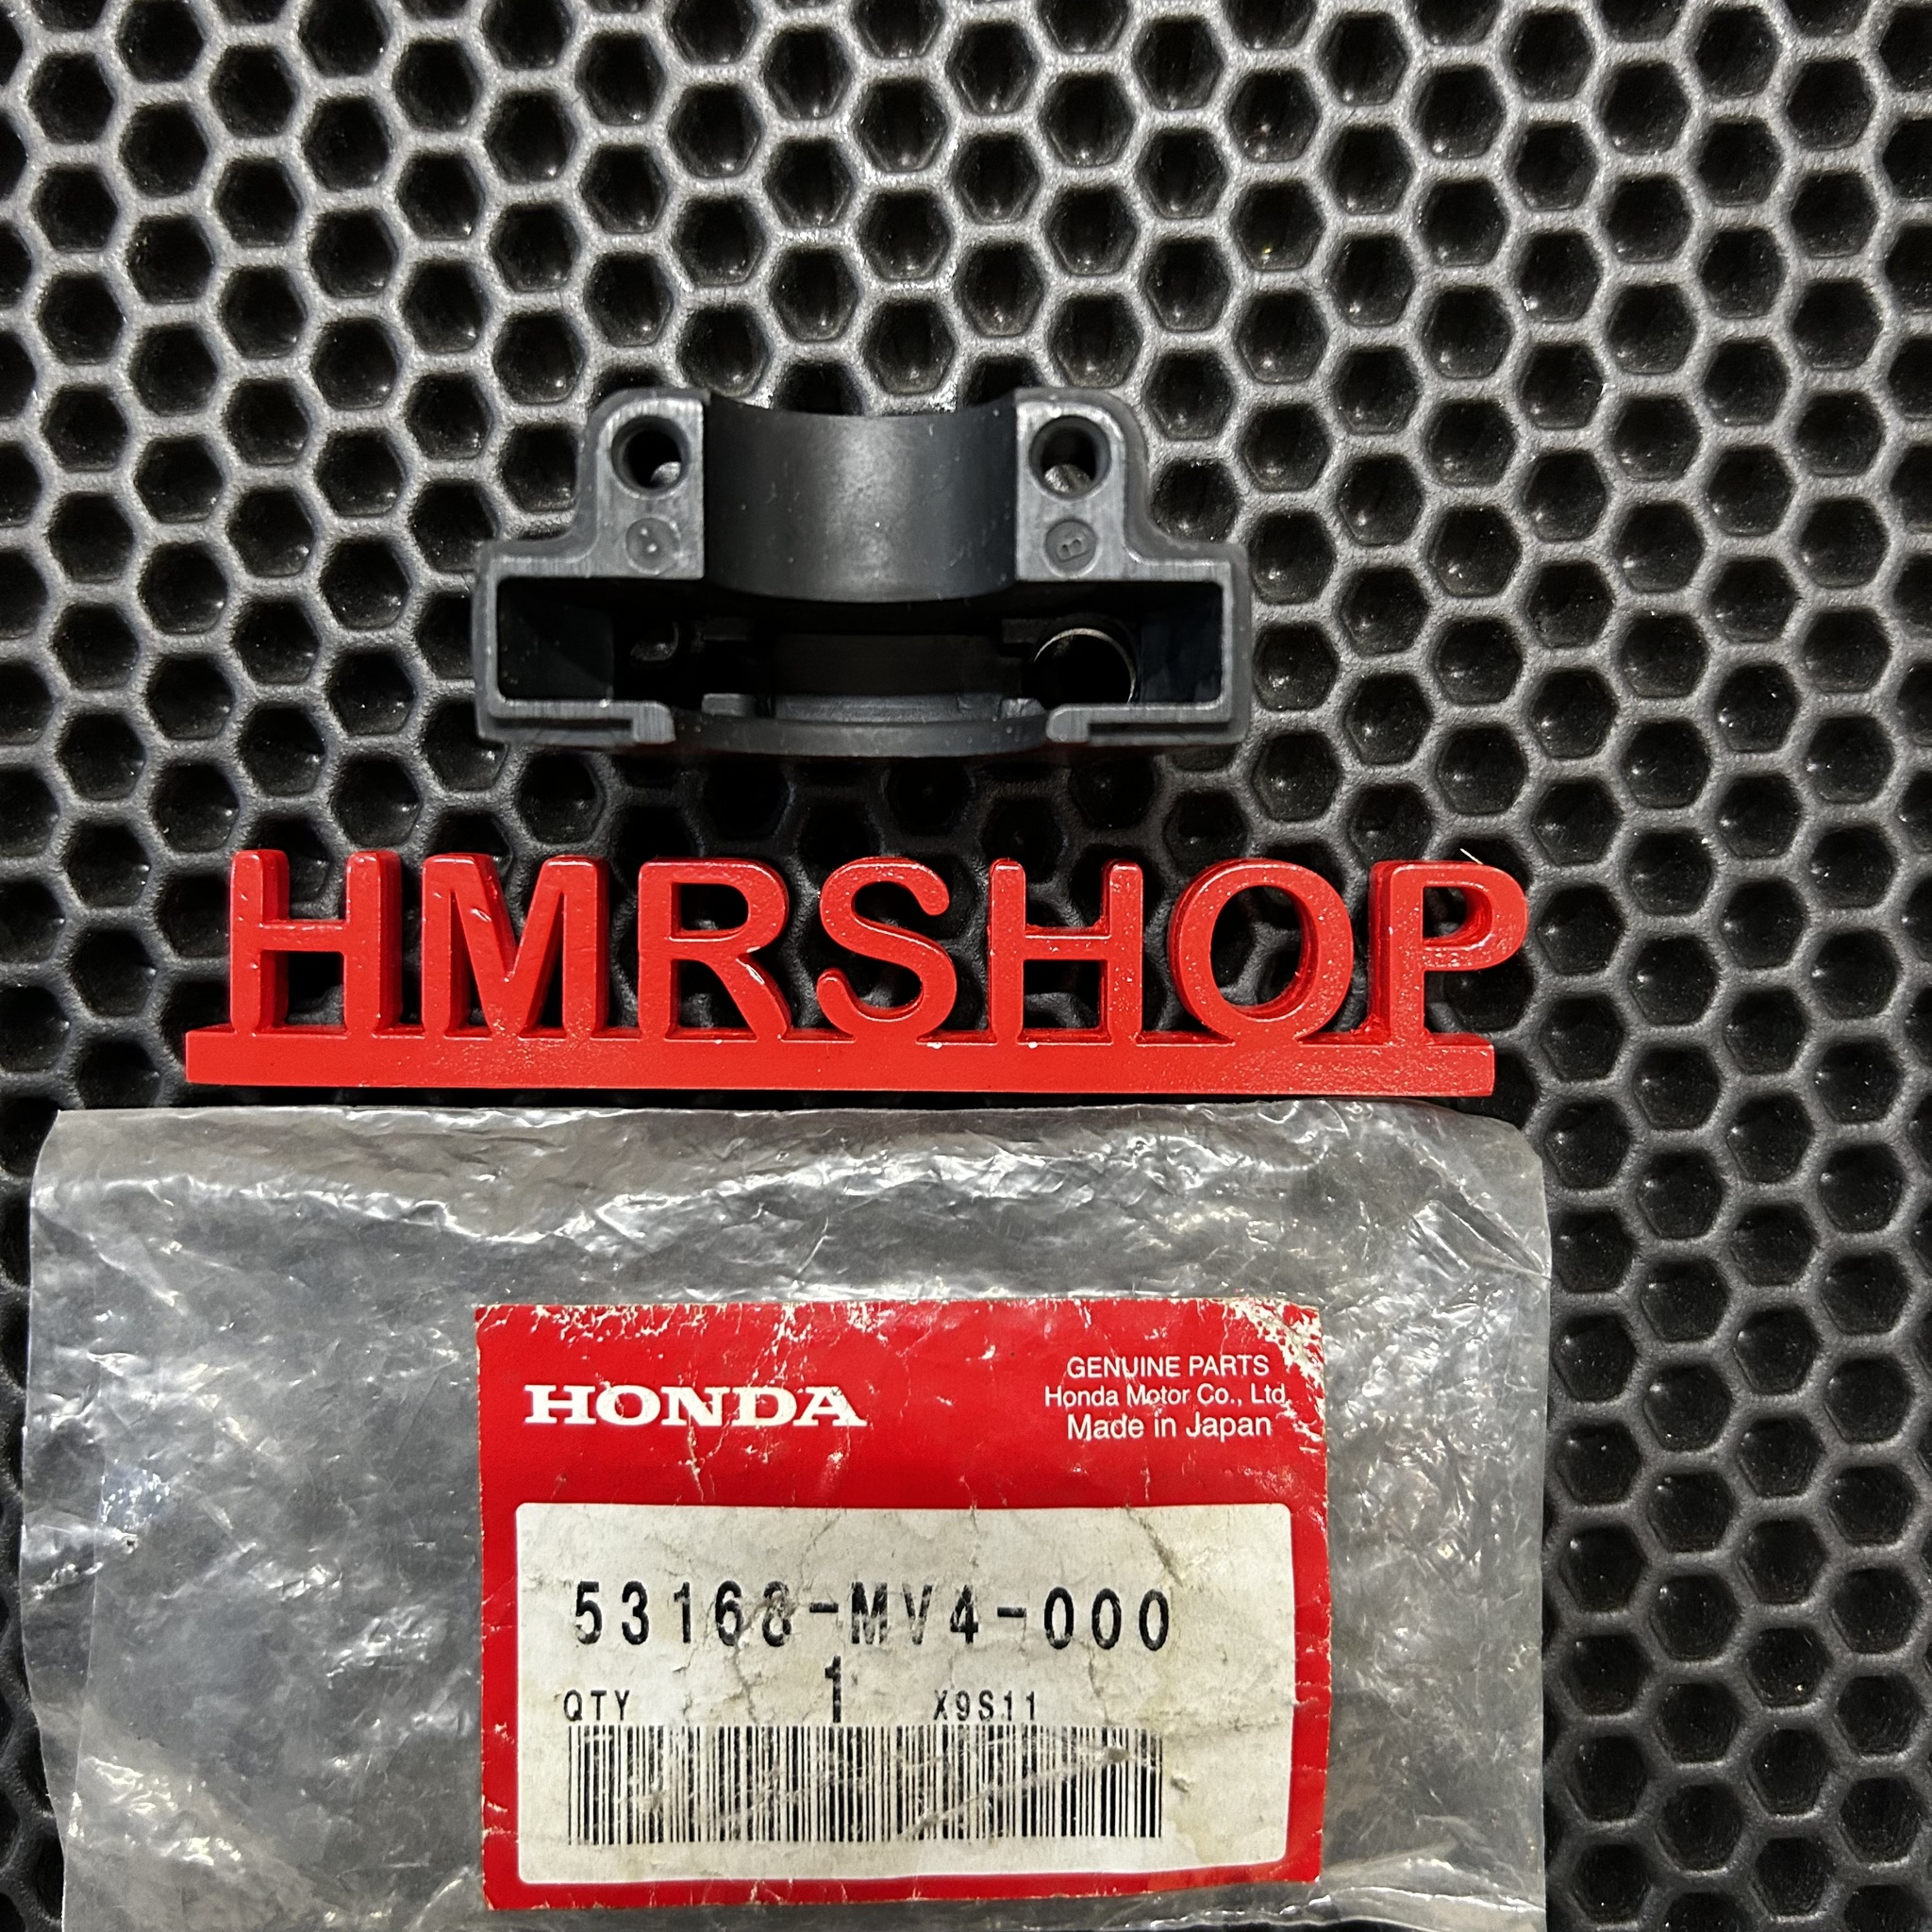 B
HMRSHOP
HONDA
GENUINE PARTS
Honda Motor Co., Ltd.
Made in Japan
53168-MV4-000
QTY 1 X9S11